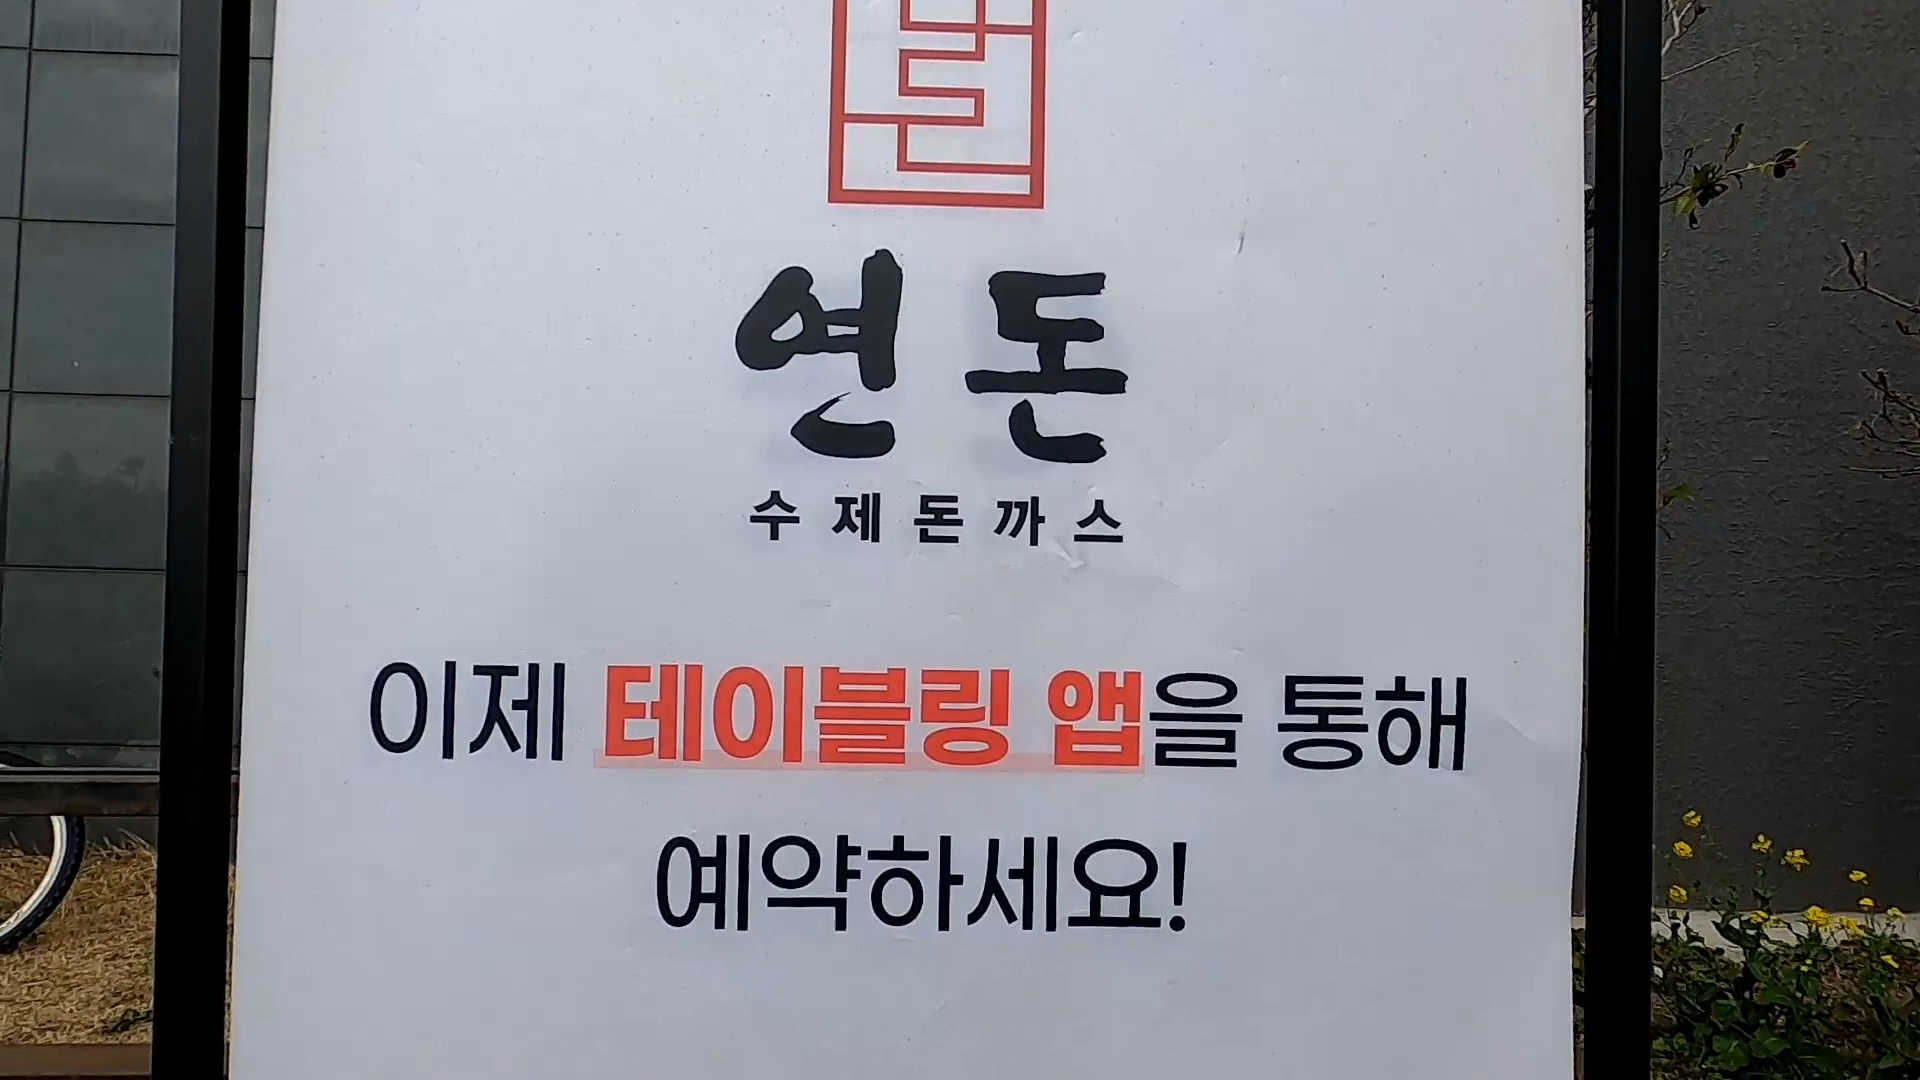 연돈
수제돈까스
이제 테이블링 앱을 통해
예약하세요!